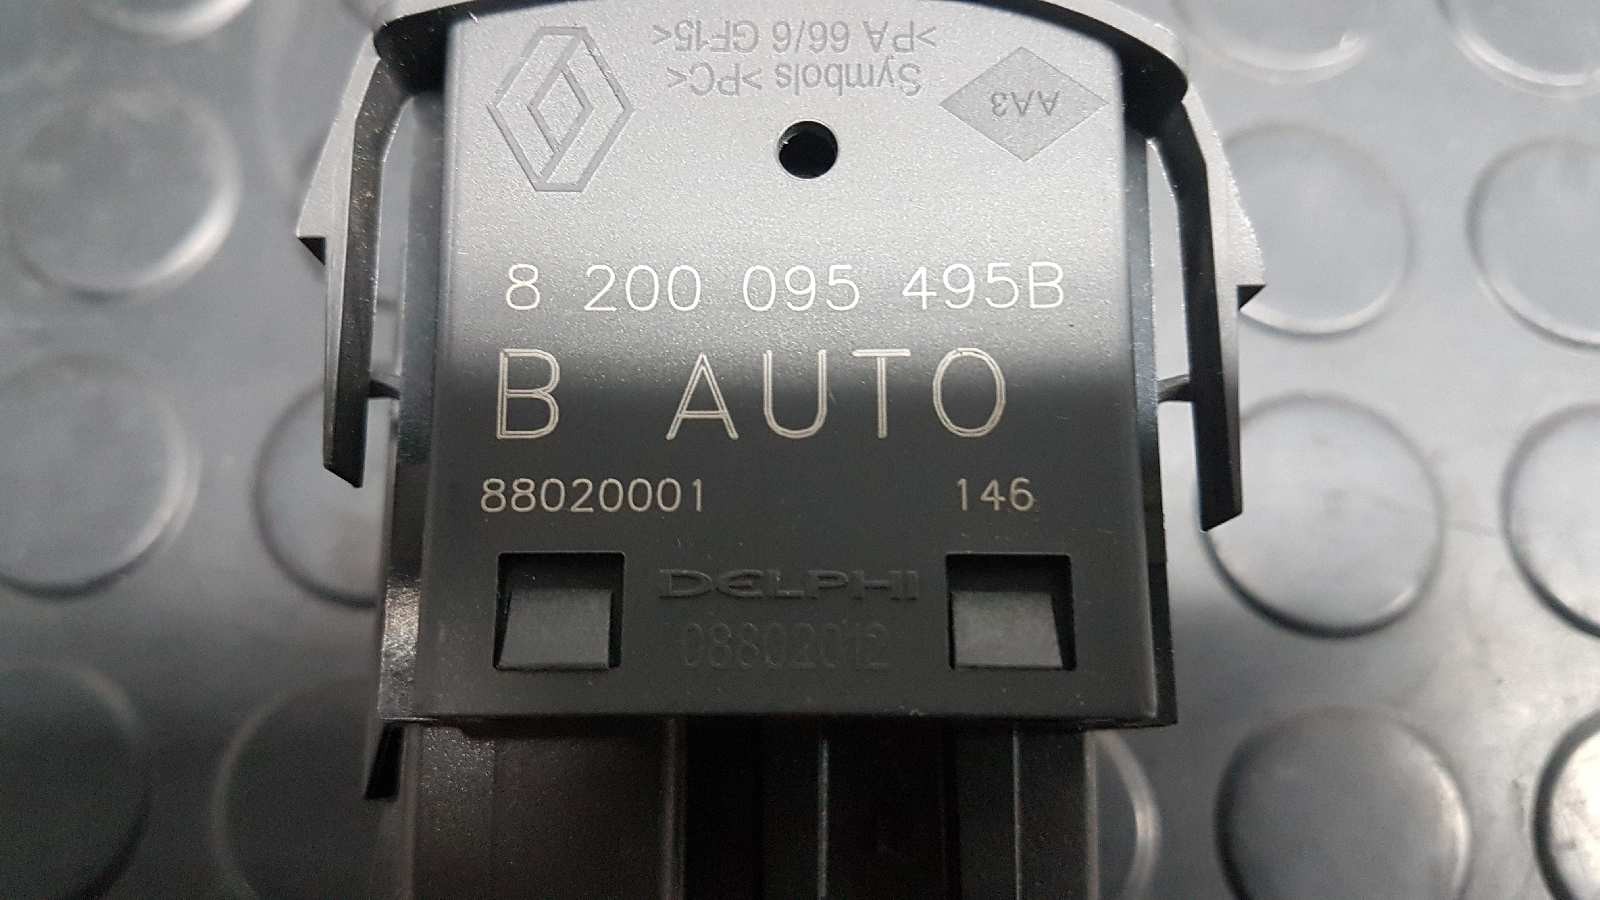 >PA 66/6 GF15<
Symbols >PC<
AA3
8 200 095 495B
B AUTO
88020001 146
DELPHI
08802012